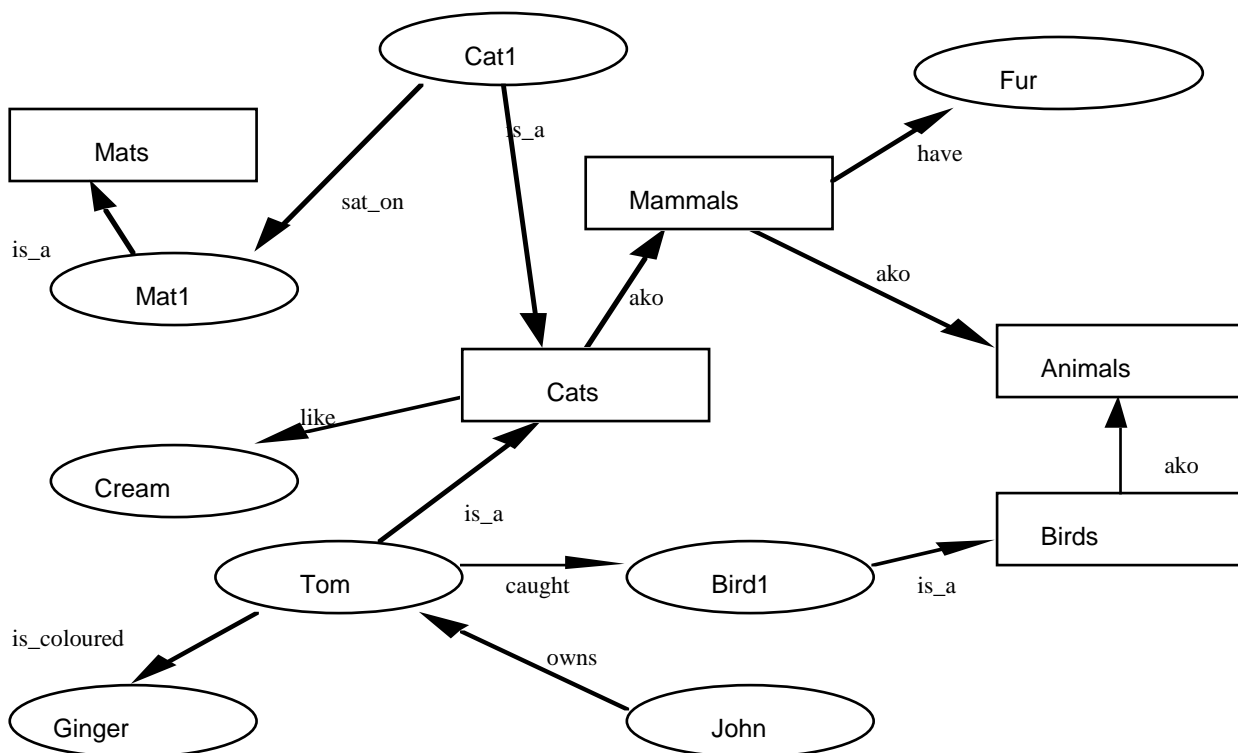 Cat1
Fur
is_a
Mats
have
Mammals
sat_on
is_a
ako
Mat1
ako
Animals
Cats
like
ako
Cream
is_a
Birds
Tom
caught
Bird1
is_a
is_coloured
owns
Ginger
John